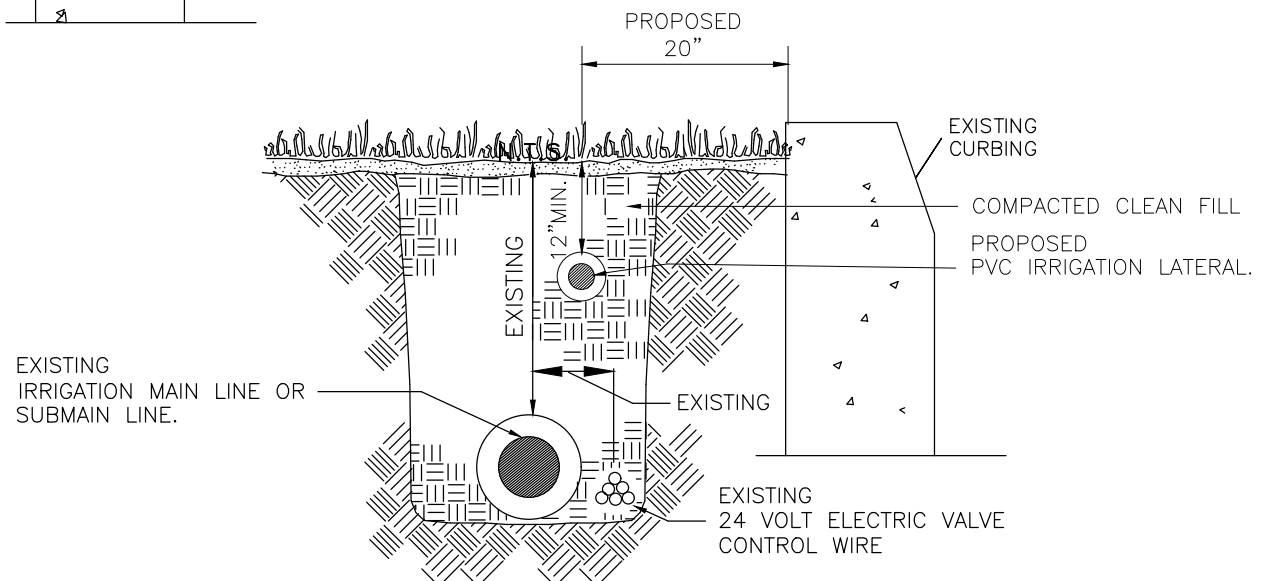 PROPOSED
20”
EXISTING
CURBING
N.T.S.
12”MIN.
COMPACTED CLEAN FILL
PROPOSED
PVC IRRIGATION LATERAL.
EXISTING
EXISTING
IRRIGATION MAIN LINE OR
SUBMAIN LINE.
EXISTING
EXISTING
24 VOLT ELECTRIC VALVE
CONTROL WIRE